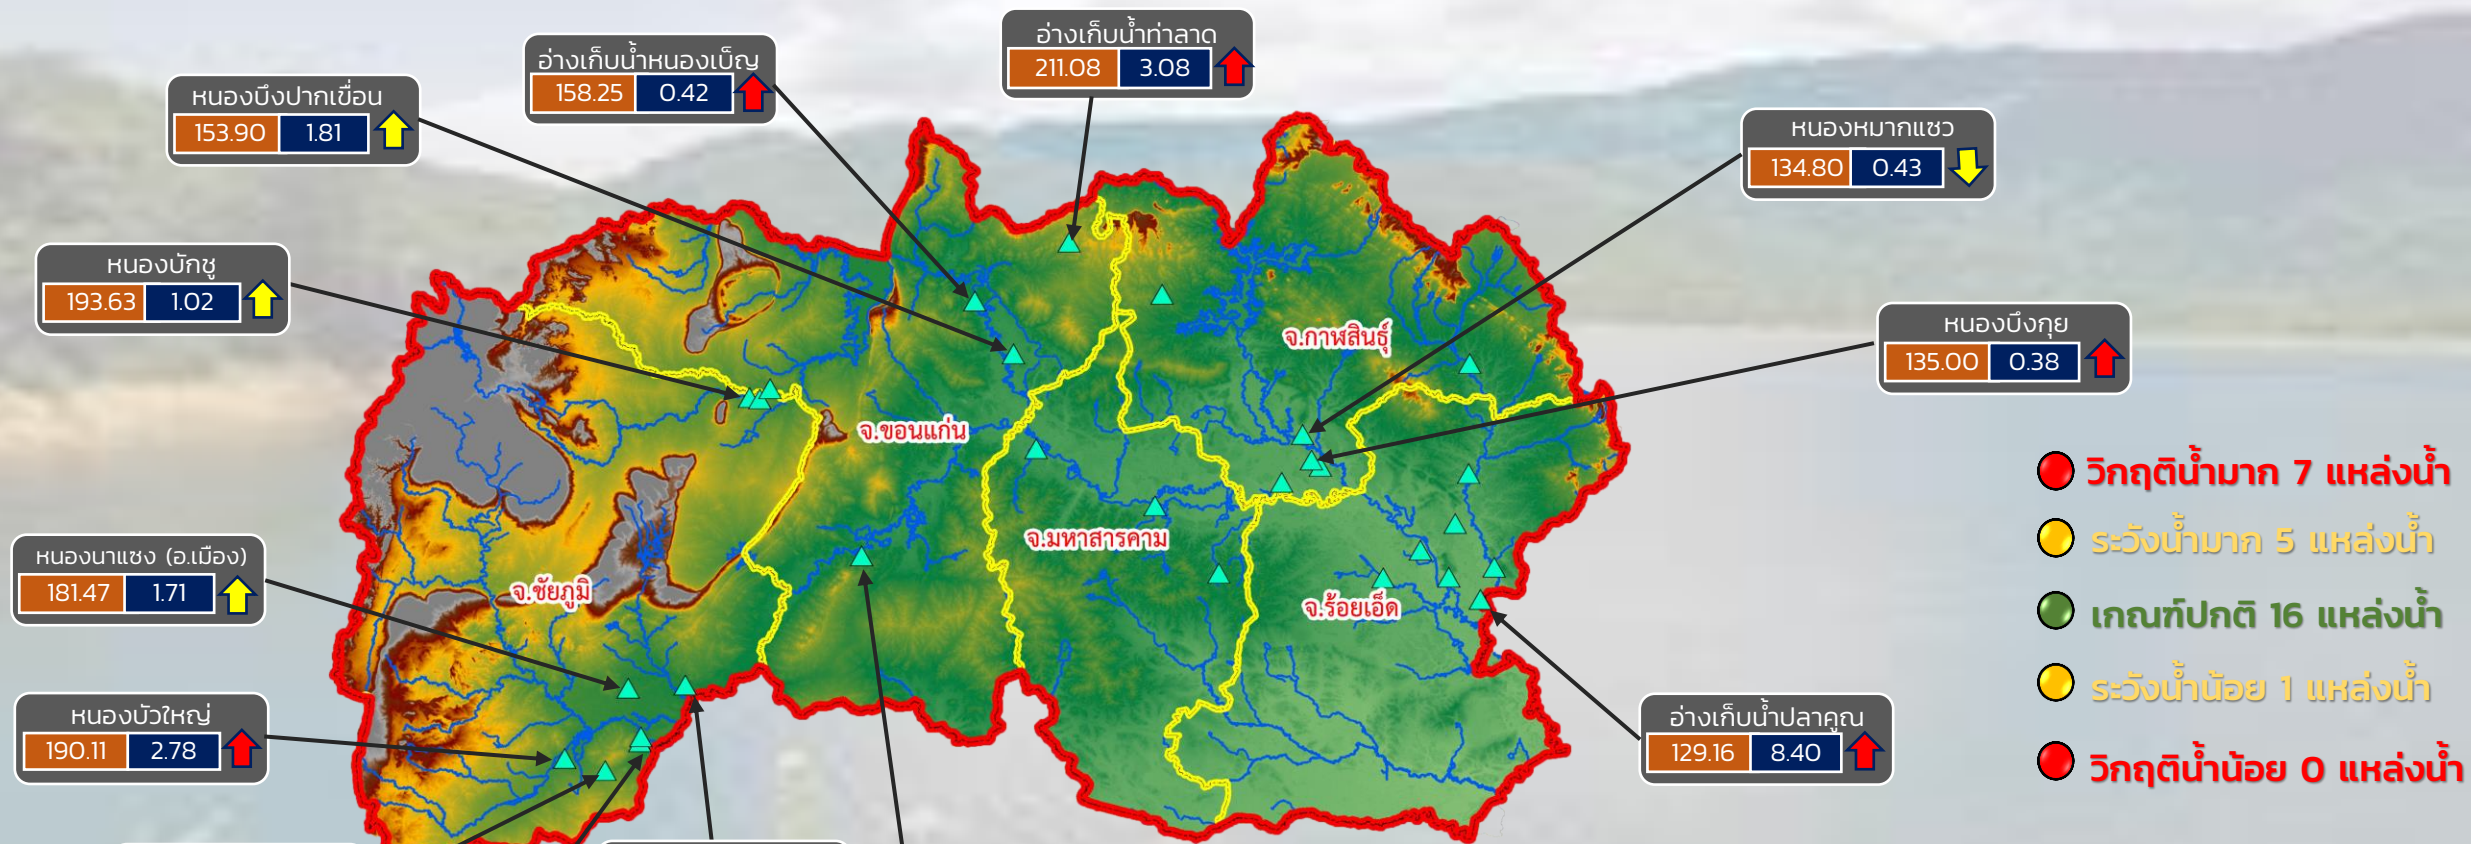 อ่างเก็บน้ำท่าลาด
211.08 3.08
อ่างเก็บน้ำหนองเบ็ญ
158.25 0.42
หนองบึงปากเขื่อน
153.90 1.81
หนองหมากแซว
134.80 0.43
หนองบักชู
193.63 1.02
หนองบึงกุย
135.00 0.38
จ.กาฬสินธุ์
จ.ขอนแก่น
วิกฤติน้ำมาก 7 แหล่งน้ำ
ระวังน้ำมาก 5 แหล่งน้ำ
เกณฑ์ปกติ 16 แหล่งน้ำ
ระวังน้ำน้อย 1 แหล่งน้ำ
วิกฤติน้ำน้อย 0 แหล่งน้ำ
จ.มหาสารคาม
หนองนาแซง (อ.เมือง)
181.47 1.71
จ.ชัยภูมิ
จ.ร้อยเอ็ด
หนองบัวใหญ่
190.11 2.78
อ่างเก็บน้ำปลาคูณ
129.16 8.40